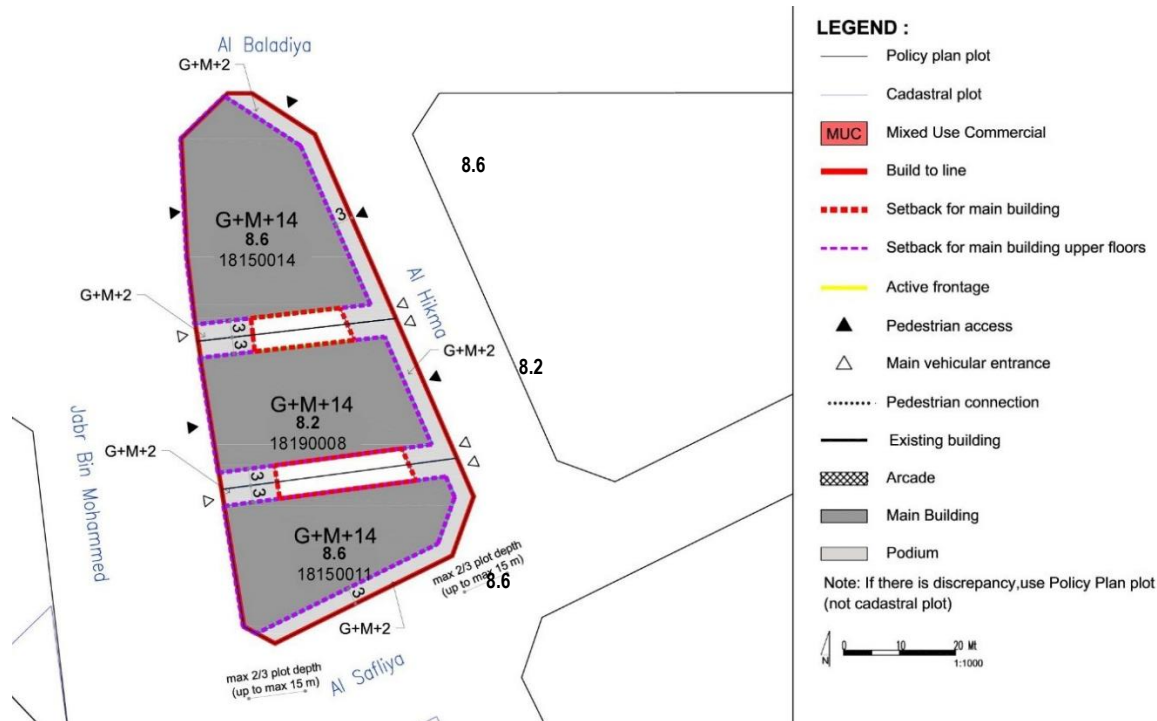 Al Baladiya
G+M+2
8.6
G+M+14
8.6
18150014
3
Al Hikma
G+M+2
3
3
G+M+2
8.2
G+M+14
8.2
18190008
Jabr Bin Mohammed
G+M+2
3
3
G+M+14
8.6
18150011
max 2/3 plot depth
(up to max 15 m)
8.6
3
G+M+2
max 2/3 plot depth
(up to max 15 m)
Al Safliya
LEGEND :
Policy plan plot
Cadastral plot
MUC Mixed Use Commercial
Build to line
Setback for main building
Setback for main building upper floors
Active frontage
Pedestrian access
Main vehicular entrance
Pedestrian connection
Existing building
Arcade
Main Building
Podium
Note: If there is discrepancy,use Policy Plan plot
(not cadastral plot)
N
0 10 20 Mt
1:1000